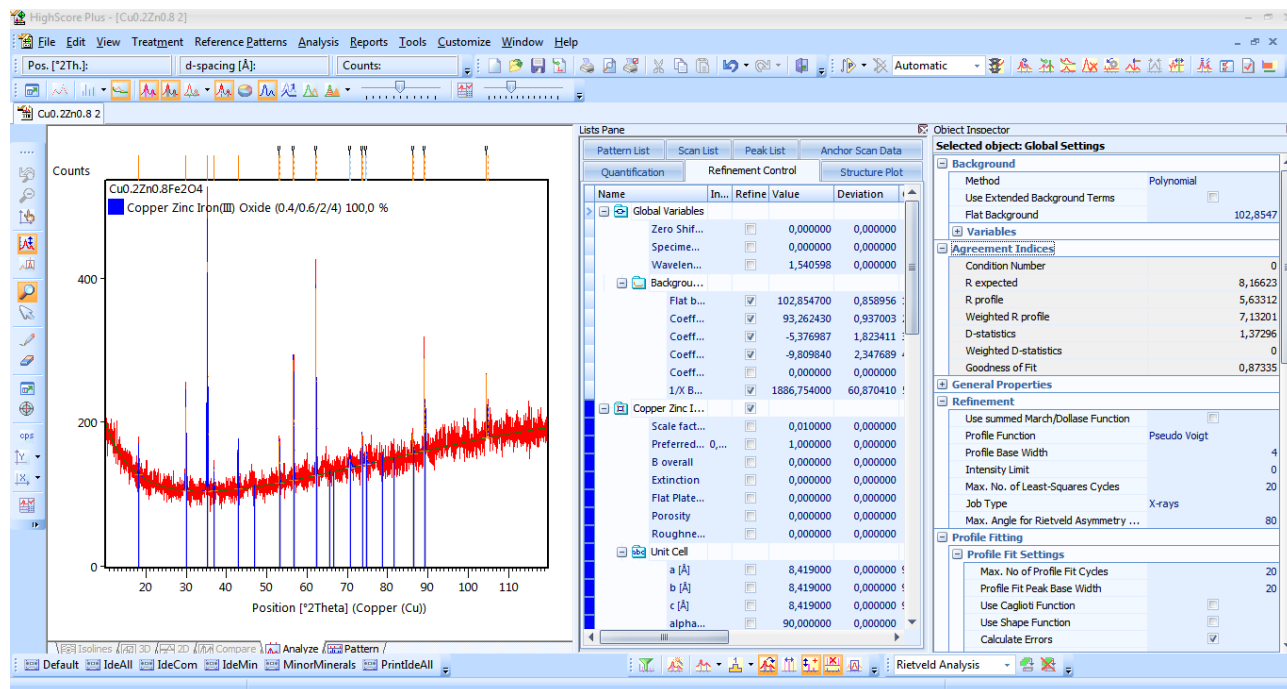 HighScore Plus - [Cu0.2Zn0.8 2]
File Edit View Treatment Reference Patterns Analysis Reports Tools Customize Window Help
Pos. [°2Th.]: d-spacing [Å]: Counts: Automatic
Cu0.2Zn0.8 2
Counts
Cu0.2Zn0.8Fe2O4
Copper Zinc Iron(III) Oxide (0.4/0.6/2/4) 100,0 %
400
200
0
20 30 40 50 60 70 80 90 100 110
Position [°2Theta] (Copper (Cu))
ops
Isolines 3D 2D Compare Analyze Pattern
Lists Pane
Pattern List Scan List Peak List Anchor Scan Data
Quantification Refinement Control Structure Plot
Name In... Refine Value Deviation
Global Variables
Zero Shif... 0,000000 0,000000
Specime... 0,000000 0,000000
Wavelen... 1,540598 0,000000
Backgrou...
Flat b... 102,854700 0,858956
Coeff... 93,262430 0,937003
Coeff... -5,376987 1,823411
Coeff... -9,809840 2,347689
Coeff... 0,000000 0,000000
1/X B... 1886,754000 60,870410
Copper Zinc I...
Scale fact... 0,010000 0,000000
Preferred... 0,... 1,000000 0,000000
B overall 0,000000 0,000000
Extinction 0,000000 0,000000
Flat Plate... 0,000000 0,000000
Porosity 0,000000 0,000000
Roughne... 0,000000 0,000000
Unit Cell
a [Å] 8,419000 0,000000
b [Å] 8,419000 0,000000
c [Å] 8,419000 0,000000
alpha... 90,000000 0,000000
Object Inspector
Selected object: Global Settings
Background
Method Polynomial
Use Extended Background Terms
Flat Background 102,8547
Variables
Agreement Indices
Condition Number 0
R expected 8,16623
R profile 5,63312
Weighted R profile 7,13201
D-statistics 1,37296
Weighted D-statistics 0
Goodness of Fit 0,87335
General Properties
Refinement
Use summed March/Dollase Function
Profile Function Pseudo Voigt
Profile Base Width 4
Intensity Limit 0
Max. No. of Least-Squares Cycles 20
Job Type X-rays
Max. Angle for Rietveld Asymmetry ... 80
Profile Fitting
Profile Fit Settings
Max. No of Profile Fit Cycles 20
Profile Fit Peak Base Width 20
Use Caglioti Function
Use Shape Function
Calculate Errors
Default IdeAll IdeCom IdeMin MinorMinerals PrintIdeAll Rietveld Analysis